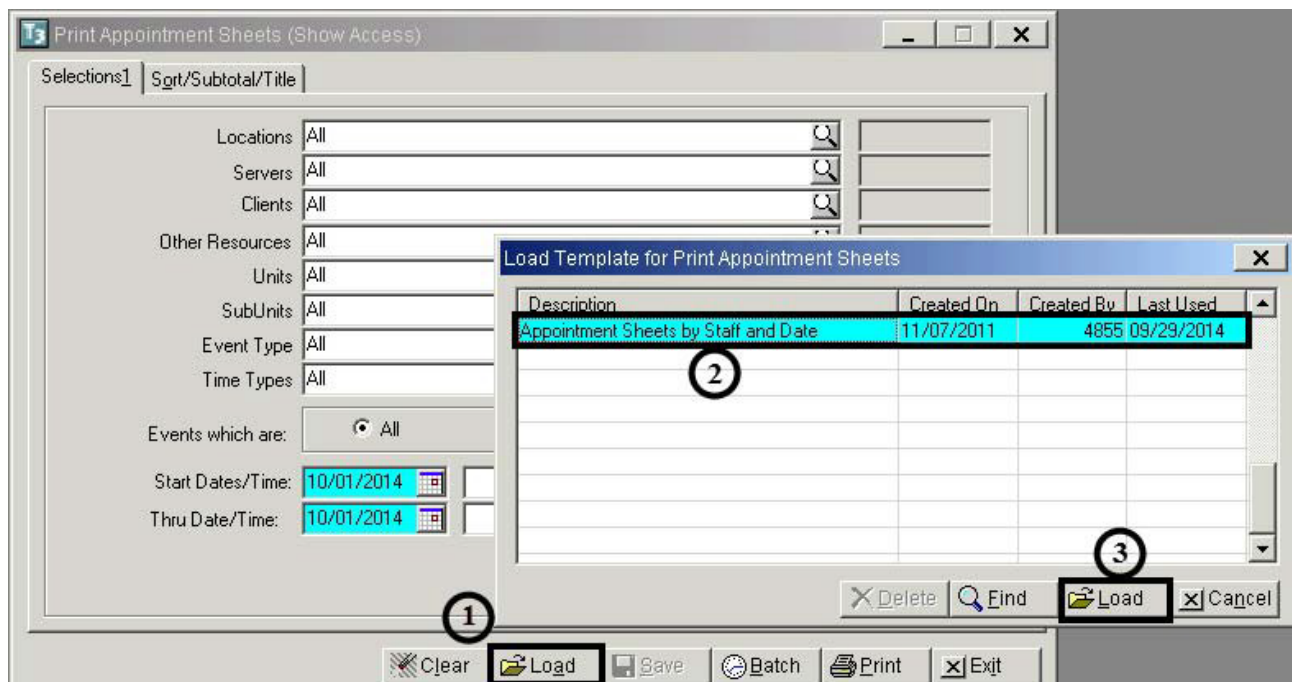 T3 Print Appointment Sheets (Show Access)
Selections1 Sort/Subtotal/Title
Locations All
Servers All
Clients All
Other Resources All
Units All
SubUnits All
Event Type All
Time Types All
Events which are: All
Start Dates/Time: 10/01/2014
Thru Date/Time: 10/01/2014
1
Clear Load Save Batch Print Exit
Load Template for Print Appointment Sheets
Description Created On Created By Last Used
Appointment Sheets by Staff and Date 11/07/2011 4855 09/29/2014
2
3
Delete Find Load Cancel